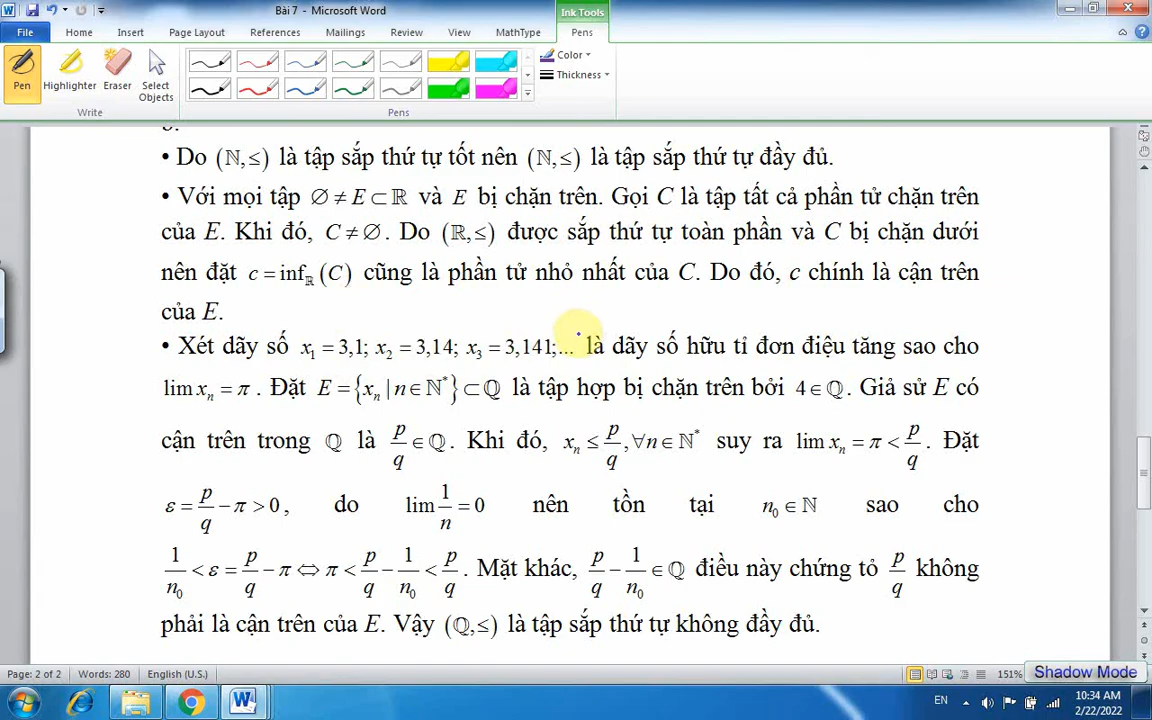 Bài 7 - Microsoft Word
Ink Tools
File Home Insert Page Layout References Mailings Review View MathType Pens
Pen Highlighter Eraser Select Objects
Color
Thickness
Write Pens
• Do (ℕ,≤) là tập sắp thứ tự tốt nên (ℕ,≤) là tập sắp thứ tự đầy đủ.
• Với mọi tập ∅ ≠ E ⊂ ℝ và E bị chặn trên. Gọi C là tập tất cả phần tử chặn trên
của E. Khi đó, C ≠ ∅. Do (ℝ,≤) được sắp thứ tự toàn phần và C bị chặn dưới
nên đặt c = inf_ℝ(C) cũng là phần tử nhỏ nhất của C. Do đó, c chính là cận trên
của E.
• Xét dãy số x₁ = 3,1; x₂ = 3,14; x₃ = 3,141;... là dãy số hữu tỉ đơn điệu tăng sao cho
lim xₙ = π. Đặt E = {xₙ | n ∈ ℕ*} ⊂ ℚ là tập hợp bị chặn trên bởi 4 ∈ ℚ. Giả sử E có
cận trên trong ℚ là p/q ∈ ℚ. Khi đó, xₙ ≤ p/q, ∀n ∈ ℕ* suy ra lim xₙ = π < p/q. Đặt
ε = p/q − π > 0, do lim 1/n = 0 nên tồn tại n₀ ∈ ℕ sao cho
1/n₀ < ε = p/q − π ⇔ π < p/q − 1/n₀ < p/q. Mặt khác, p/q − 1/n₀ ∈ ℚ điều này chứng tỏ p/q không
phải là cận trên của E. Vậy (ℚ,≤) là tập sắp thứ tự không đầy đủ.
Page: 2 of 2 Words: 280 English (U.S.) 151% Shadow Mode
EN 10:34 AM
2/22/2022